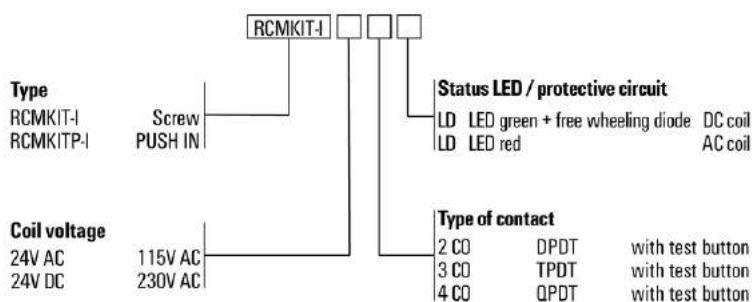 RCMKIT-I
Type
RCMKIT-I Screw
RCMKITP-I PUSH IN
Status LED / protective circuit
LD LED green + free wheeling diode DC coil
LD LED red AC coil
Coil voltage
24V AC 115V AC
24V DC 230V AC
Type of contact
2 CO DPDT with test button
3 CO TPDT with test button
4 CO QPDT with test button